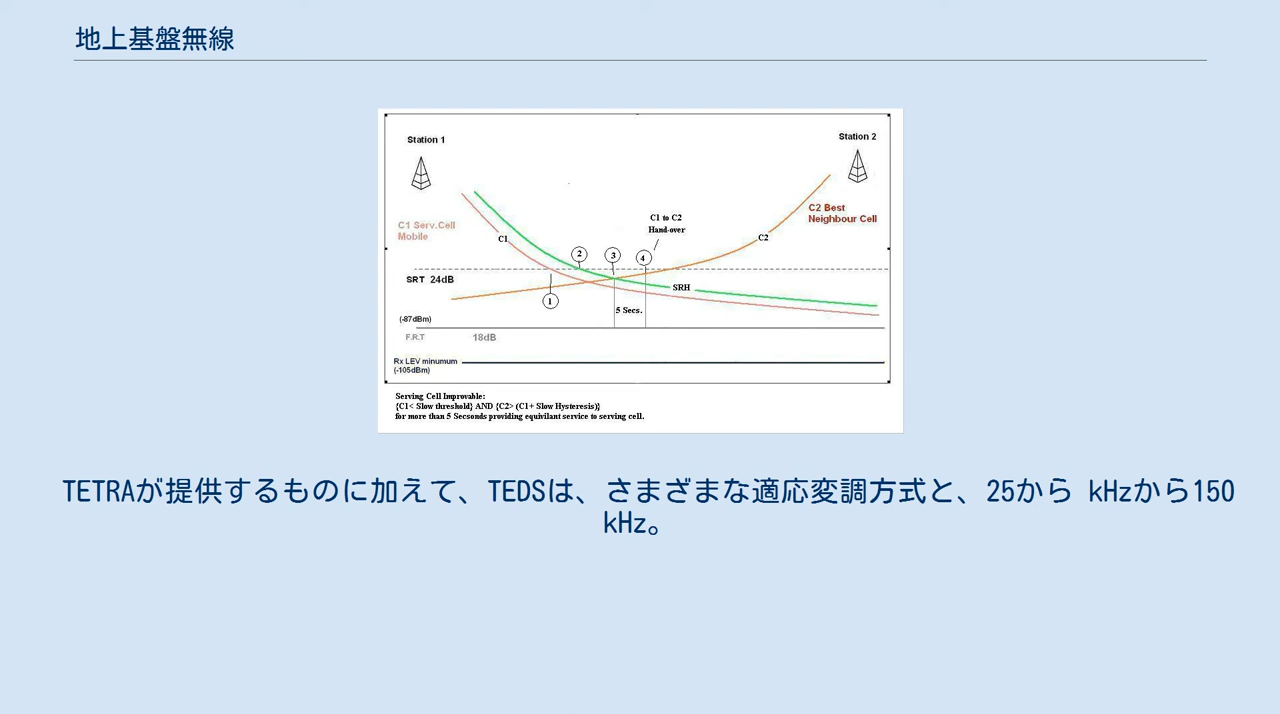 地上基盤無線
Station 1
Station 2
C1 Serv.Cell
Mobile
C1
C1 to C2
Hand-over
C2 Best
Neighbour Cell
C2
2
3
4
SRT 24dB
SRH
1
5 Secs.
(-87dBm)
F.R.T 18dB
Rx LEV minumum
(-105dBm)
Serving Cell Improvable:
{C1< Slow threshold} AND {C2> (C1+ Slow Hysteresis)}
for more than 5 Secsonds providing equivilant service to serving cell.
TETRAが提供するものに加えて、TEDSは、さまざまな適応変調方式と、25から kHzから150
kHz。